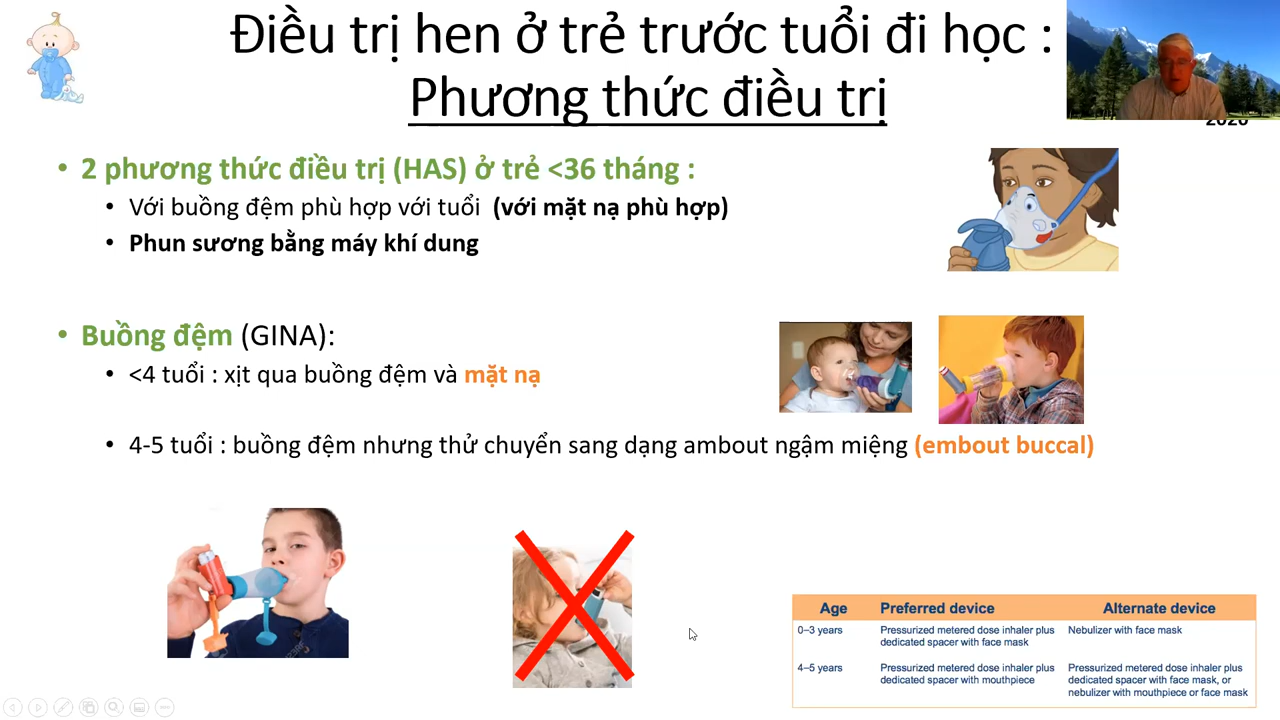 Điều trị hen ở trẻ trước tuổi đi học :
Phương thức điều trị
2020
• 2 phương thức điều trị (HAS) ở trẻ <36 tháng :
• Với buồng đệm phù hợp với tuổi (với mặt nạ phù hợp)
• Phun sương bằng máy khí dung
• Buồng đệm (GINA):
• <4 tuổi : xịt qua buồng đệm và mặt nạ
• 4-5 tuổi : buồng đệm nhưng thử chuyển sang dạng ambout ngậm miệng (embout buccal)
Age Preferred device Alternate device
0–3 years Pressurized metered dose inhaler plus Nebulizer with face mask
dedicated spacer with face mask
4–5 years Pressurized metered dose inhaler plus Pressurized metered dose inhaler plus
dedicated spacer with mouthpiece dedicated spacer with face mask, or
nebulizer with mouthpiece or face mask